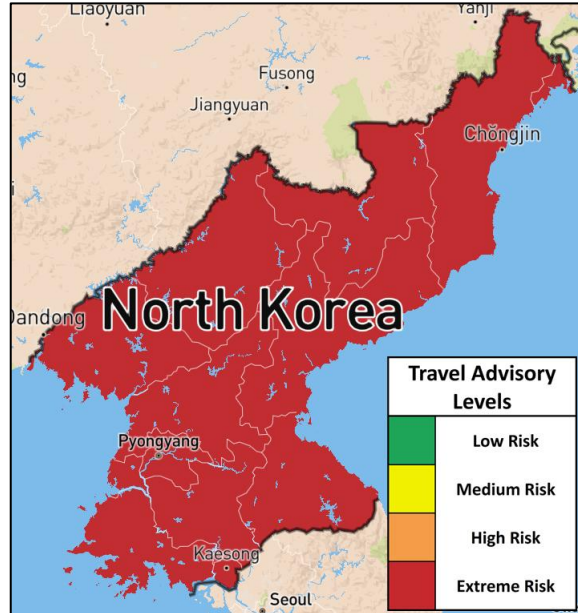 Liaoyuan
Yanji
Fusong
Jiangyuan
Chŏngjin
North Korea
Pyongyang
Kaesong
Seoul
Travel Advisory
Levels
Low Risk
Medium Risk
High Risk
Extreme Risk